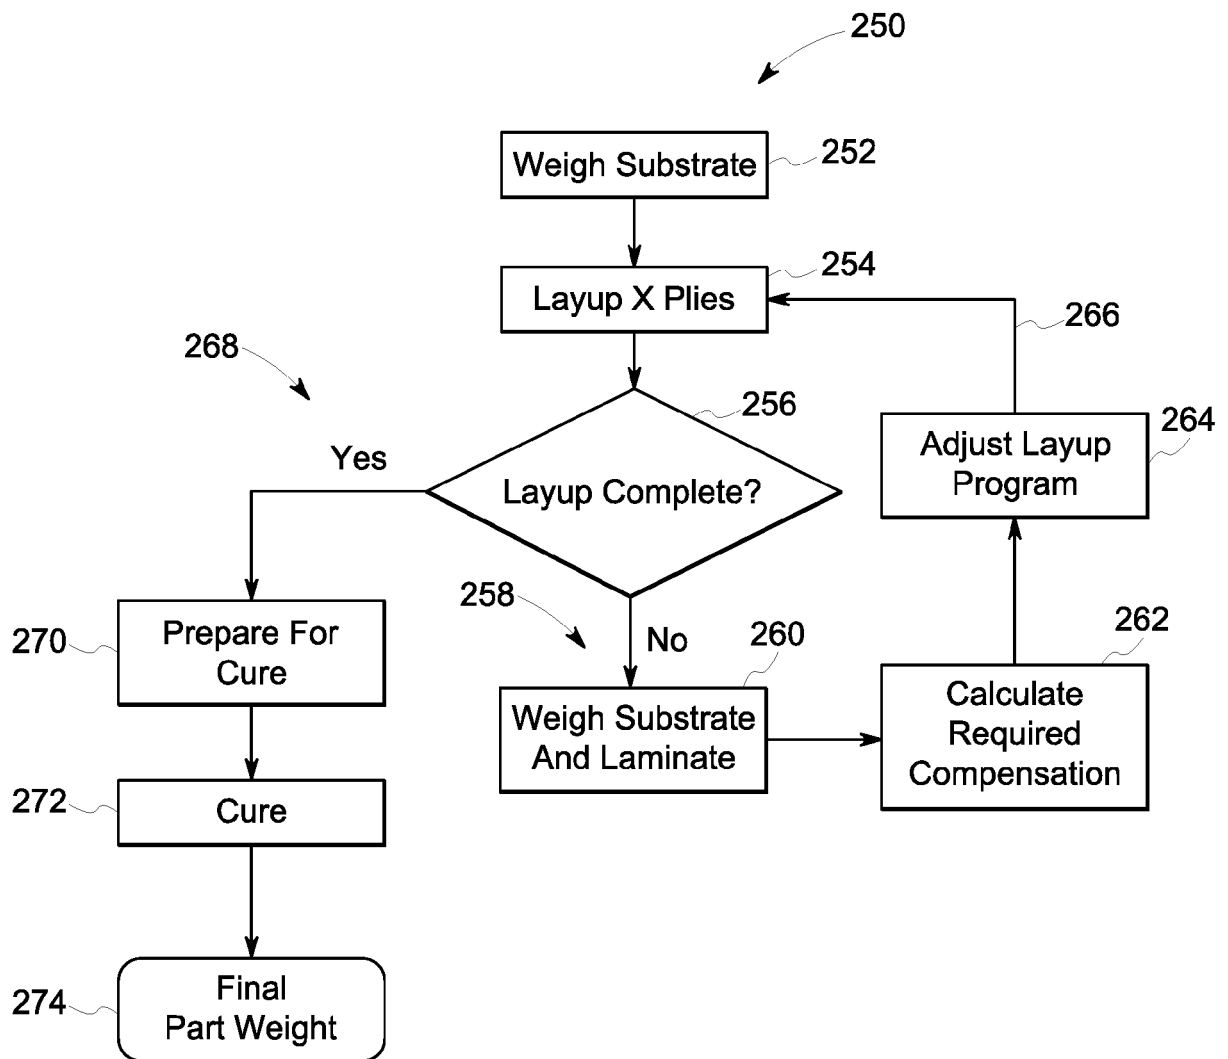 250
Weigh Substrate
252
Layup X Plies
254
266
268
256
Yes
Layup Complete?
Adjust Layup
Program
264
258
No
270
Prepare For
Cure
260
Weigh Substrate
And Laminate
262
Calculate
Required
Compensation
272
Cure
274
Final
Part Weight